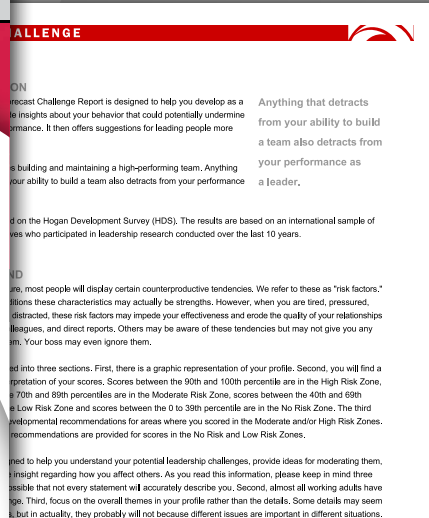 ALLENGE
ON
orecast Challenge Report is designed to help you develop as a
le insights about your behavior that could potentially undermine
ormance. It then offers suggestions for leading people more
s building and maintaining a high-performing team. Anything
your ability to build a team also detracts from your performance
Anything that detracts
from your ability to build
a team also detracts from
your performance as
a leader.
d on the Hogan Development Survey (HDS). The results are based on an international sample of
ves who participated in leadership research conducted over the last 10 years.
ND
ure, most people will display certain counterproductive tendencies. We refer to these as "risk factors."
ditions these characteristics may actually be strengths. However, when you are tired, pressured,
distracted, these risk factors may impede your effectiveness and erode the quality of your relationships
lleagues, and direct reports. Others may be aware of these tendencies but may not give you any
em. Your boss may even ignore them.
ed into three sections. First, there is a graphic representation of your profile. Second, you will find a
rpretation of your scores. Scores between the 90th and 100th percentile are in the High Risk Zone,
e 70th and 89th percentiles are in the Moderate Risk Zone, scores between the 40th and 69th
e Low Risk Zone and scores between the 0 to 39th percentile are in the No Risk Zone. The third
evelopmental recommendations for areas where you scored in the Moderate and/or High Risk Zones.
recommendations are provided for scores in the No Risk and Low Risk Zones.
gned to help you understand your potential leadership challenges, provide ideas for moderating them,
e insight regarding how you affect others. As you read this information, please keep in mind three
ossible that not every statement will accurately describe you. Second, almost all working adults have
nge. Third, focus on the overall themes in your profile rather than the details. Some details may seem
s, but in actuality, they probably will not because different issues are important in different situations.